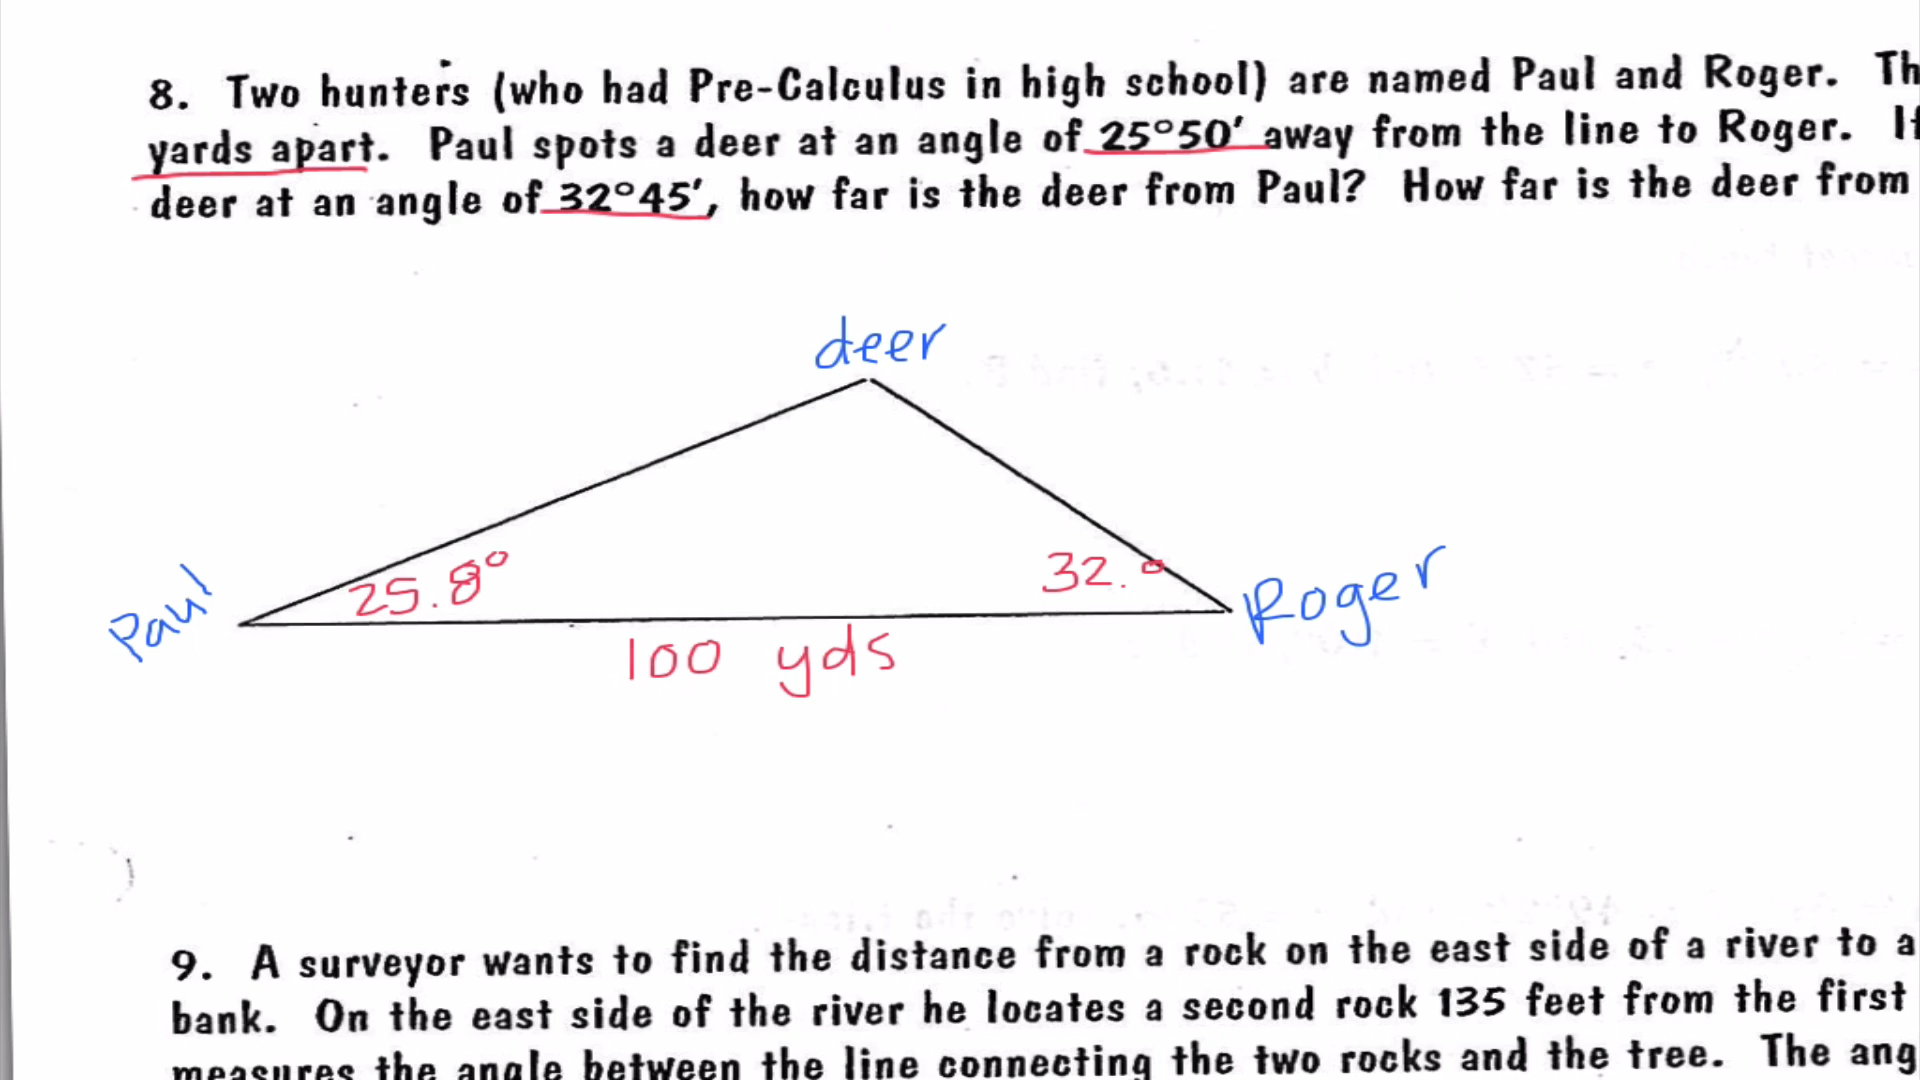 8. Two hunters (who had Pre-Calculus in high school) are named Paul and Roger. Th
yards apart. Paul spots a deer at an angle of 25°50′ away from the line to Roger. If
deer at an angle of 32°45′, how far is the deer from Paul? How far is the deer from
deer
Paul
25.8°
32.°
Roger
100 yds
9. A surveyor wants to find the distance from a rock on the east side of a river to a
bank. On the east side of the river he locates a second rock 135 feet from the first
measures the angle between the line connecting the two rocks and the tree. The ang